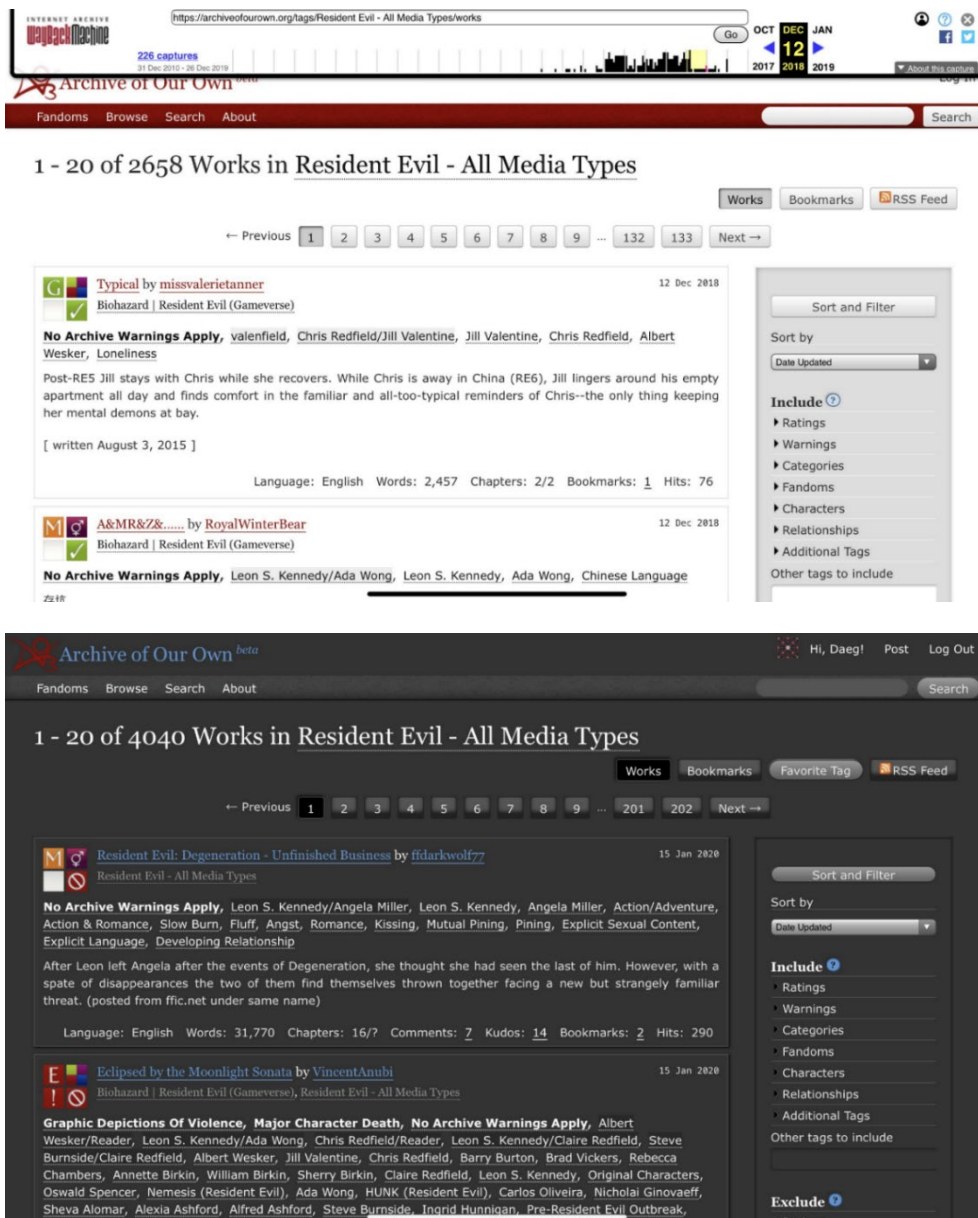 INTERNET ARCHIVE
WayBackMachine
https://archiveofourown.org/tags/Resident Evil - All Media Types/works
Go
OCT DEC JAN
12
2017 2018 2019
226 captures
31 Dec 2010 - 26 Dec 2019
About this capture
Archive of Our Own beta
Log In
Fandoms Browse Search About
Search
1 - 20 of 2658 Works in Resident Evil - All Media Types
Works Bookmarks RSS Feed
← Previous 1 2 3 4 5 6 7 8 9 … 132 133 Next →
G
Typical by missvalerietanner
12 Dec 2018
Biohazard | Resident Evil (Gameverse)
No Archive Warnings Apply, valenfield, Chris Redfield/Jill Valentine, Jill Valentine, Chris Redfield, Albert
Wesker, Loneliness
Post-RE5 Jill stays with Chris while she recovers. While Chris is away in China (RE6), Jill lingers around his empty
apartment all day and finds comfort in the familiar and all-too-typical reminders of Chris--the only thing keeping
her mental demons at bay.
[ written August 3, 2015 ]
Language: English Words: 2,457 Chapters: 2/2 Bookmarks: 1 Hits: 76
Sort and Filter
Sort by
Date Updated
Include ?
Ratings
Warnings
Categories
Fandoms
Characters
Relationships
Additional Tags
Other tags to include
M
A&MR&Z&...... by RoyalWinterBear
12 Dec 2018
Biohazard | Resident Evil (Gameverse)
No Archive Warnings Apply, Leon S. Kennedy/Ada Wong, Leon S. Kennedy, Ada Wong, Chinese Language
Archive of Our Own beta
Hi, Daeg! Post Log Out
Fandoms Browse Search About
Search
1 - 20 of 4040 Works in Resident Evil - All Media Types
Works Bookmarks Favorite Tag RSS Feed
← Previous 1 2 3 4 5 6 7 8 9 … 201 202 Next →
M
Resident Evil: Degeneration - Unfinished Business by ffdarkwolf77
15 Jan 2020
Resident Evil - All Media Types
No Archive Warnings Apply, Leon S. Kennedy/Angela Miller, Leon S. Kennedy, Angela Miller, Action/Adventure,
Action & Romance, Slow Burn, Fluff, Angst, Romance, Kissing, Mutual Pining, Pining, Explicit Sexual Content,
Explicit Language, Developing Relationship
After Leon left Angela after the events of Degeneration, she thought she had seen the last of him. However, with a
spate of disappearances the two of them find themselves thrown together facing a new but strangely familiar
threat. (posted from ffic.net under same name)
Language: English Words: 31,770 Chapters: 16/? Comments: 7 Kudos: 14 Bookmarks: 2 Hits: 290
Sort and Filter
Sort by
Date Updated
Include ?
Ratings
Warnings
Categories
Fandoms
Characters
Relationships
Additional Tags
Other tags to include
Exclude ?
E
Eclipsed by the Moonlight Sonata by VincentAnubi
15 Jan 2020
Biohazard | Resident Evil (Gameverse), Resident Evil - All Media Types
Graphic Depictions Of Violence, Major Character Death, No Archive Warnings Apply, Albert
Wesker/Reader, Leon S. Kennedy/Ada Wong, Chris Redfield/Reader, Leon S. Kennedy/Claire Redfield, Steve
Burnside/Claire Redfield, Albert Wesker, Jill Valentine, Chris Redfield, Barry Burton, Brad Vickers, Rebecca
Chambers, Annette Birkin, William Birkin, Sherry Birkin, Claire Redfield, Leon S. Kennedy, Original Characters,
Oswald Spencer, Nemesis (Resident Evil), Ada Wong, HUNK (Resident Evil), Carlos Oliveira, Nicholai Ginovaeff,
Sheva Alomar, Alexia Ashford, Alfred Ashford, Steve Burnside, Ingrid Hunnigan, Pre-Resident Evil Outbreak,